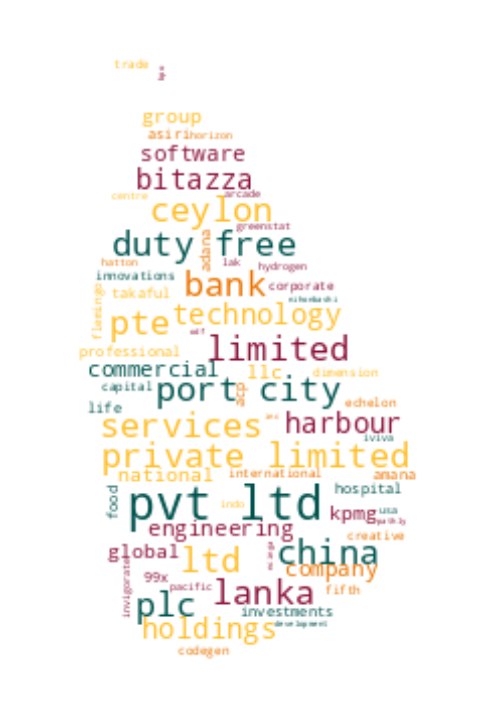 trade
group
asiri horizon
software
bitazza
centre arcade
ceylon
greenstat
duty free
adana
hatton lak hydrogen
innovations
bank corporate
takaful
flemingo
pte technology
limited
professional
commercial llc dimension
capital port city
acp
life echelon
services harbour
iviva
private limited
national international amana
food hospital
pvt ltd
indo
kpmg usa
engineering
creative
global ltd china
company
99x pacific fifth
invigorate
plc lanka
investments
development
holdings
codegen